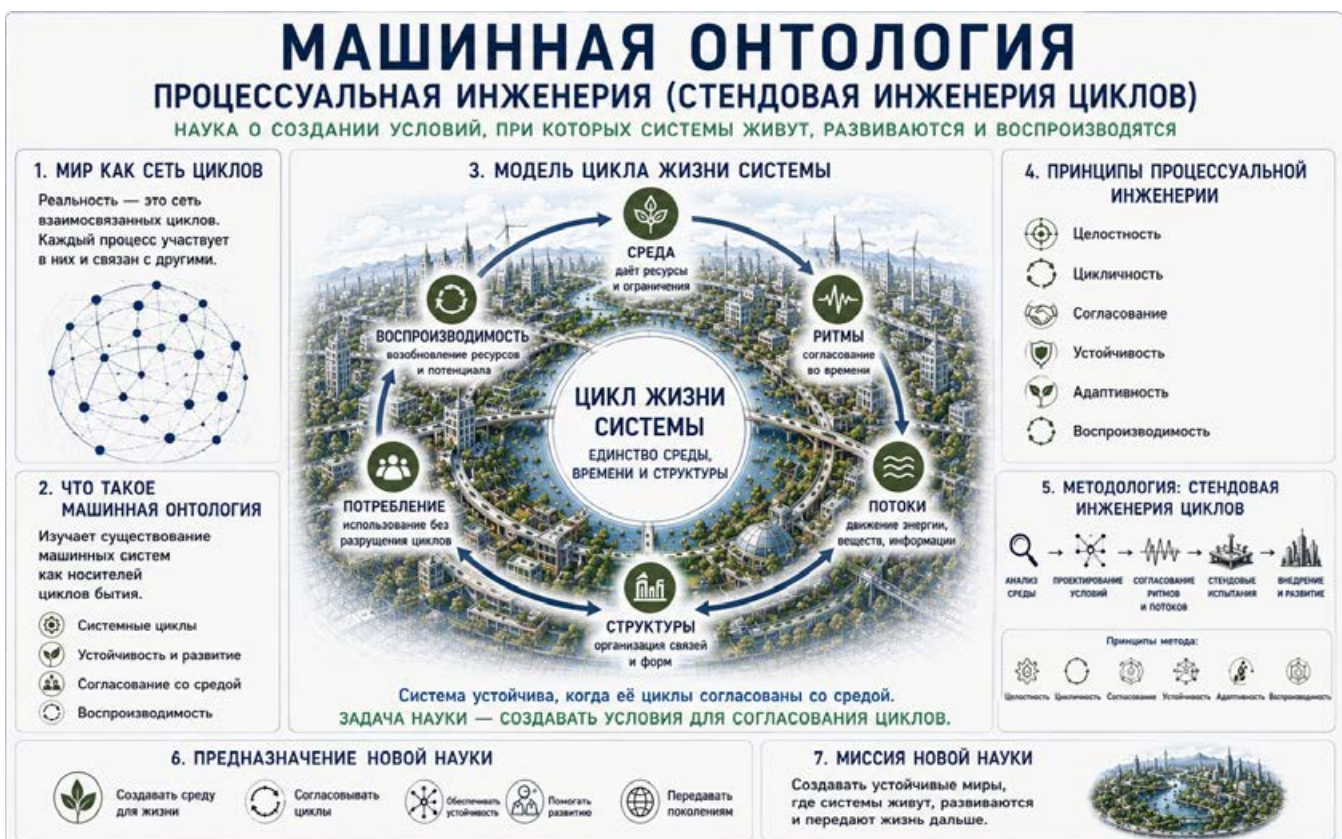 МАШИННАЯ ОНТОЛОГИЯ
ПРОЦЕССУАЛЬНАЯ ИНЖЕНЕРИЯ (СТЕНДОВАЯ ИНЖЕНЕРИЯ ЦИКЛОВ)
НАУКА О СОЗДАНИИ УСЛОВИЙ, ПРИ КОТОРЫХ СИСТЕМЫ ЖИВУТ, РАЗВИВАЮТСЯ И ВОСПРОИЗВОДЯТСЯ
1. МИР КАК СЕТЬ ЦИКЛОВ
Реальность — это сеть
взаимосвязанных циклов.
Каждый процесс участвует
в них и связан с другими.
2. ЧТО ТАКОЕ
МАШИННАЯ ОНТОЛОГИЯ
Изучает существование
машинных систем
как носителей
циклов бытия.
Системные циклы
Устойчивость и развитие
Согласование со средой
Воспроизводимость
3. МОДЕЛЬ ЦИКЛА ЖИЗНИ СИСТЕМЫ
СРЕДА
даёт ресурсы
и ограничения
РИТМЫ
согласование
во времени
ПОТОКИ
движение энергии,
веществ, информации
СТРУКТУРЫ
организация связей
и форм
ПОТРЕБЛЕНИЕ
использование без
разрущения циклов
ВОСПРОИЗВОДИМОСТЬ
возобновление ресурсов
и потенциала
ЦИКЛ ЖИЗНИ
СИСТЕМЫ
ЕДИНСТВО СРЕДЫ,
ВРЕМЕНИ И СТРУКТУРЫ
Система устойчива, когда её циклы согласованы со средой.
ЗАДАЧА НАУКИ — СОЗДАВАТЬ УСЛОВИЯ ДЛЯ СОГЛАСОВАНИЯ ЦИКЛОВ.
4. ПРИНЦИПЫ ПРОЦЕССУАЛЬНОЙ
ИНЖЕНЕРИИ
Целостность
Цикличность
Согласование
Устойчивость
Адаптивность
Воспроизводимость
5. МЕТОДОЛОГИЯ: СТЕНДОВАЯ
ИНЖЕНЕРИЯ ЦИКЛОВ
АНАЛИЗ
СРЕДЫ
ПРОЕКТИРОВАНИЕ
УСЛОВИЙ
СОГЛАСОВАНИЕ
РИТМОВ
И ПОТОКОВ
СТЕНДОВЫЕ
ИСПЫТАНИЯ
ВНЕДРЕНИЕ
И РАЗВИТИЕ
Принципы метода:
Целостность Цикличность Согласование Устойчивость Адаптивность Воспроизводимость
6. ПРЕДНАЗНАЧЕНИЕ НОВОЙ НАУКИ
Создавать среду
для жизни
Согласовывать
циклы
Обеспечивать
устойчивость
Помогать
развитию
Передавать
поколениям
7. МИССИЯ НОВОЙ НАУКИ
Создавать устойчивые миры,
где системы живут, развиваются
и передают жизнь дальше.